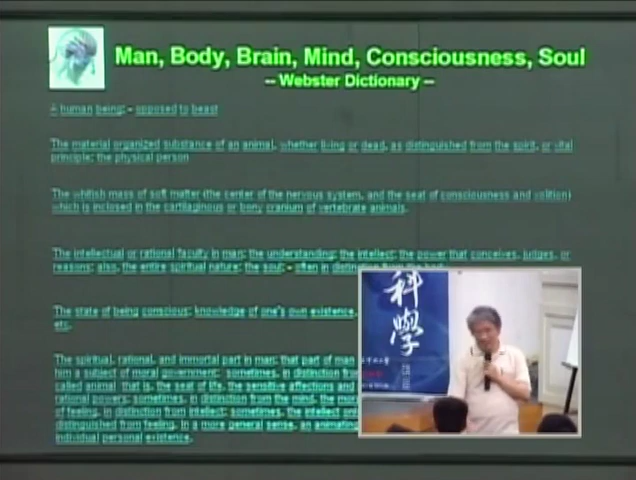 Man, Body, Brain, Mind, Consciousness, Soul
-- Webster Dictionary --
human being; - opposed to beast
The material organized substance of an animal, whether living or dead, as distinguished from the spirit, or vital
principle; the physical person
The whitish mass of soft matter (the center of the nervous system, and the seat of consciousness and volition)
which is inclosed in the cartilaginous or bony cranium of vertebrate animals.
The intellectual or rational faculty in man; the understanding; the intellect; the power that conceives, judges, or
reasons; also, the entire spiritual nature; the soul; - often in
The state of being conscious; knowledge of one's own existence,
etc.
The spiritual, rational, and immortal part in man; that part of man
him a subject of moral government; sometimes, in distinction
called animal, that is, the seat of life, the sensitive affections and
rational powers; sometimes, in distinction from the mind, the
of feeling, in distinction from intellect; sometimes, the intellect
distinguished from feeling. In a more general sense, an
individual personal existence.
科
學